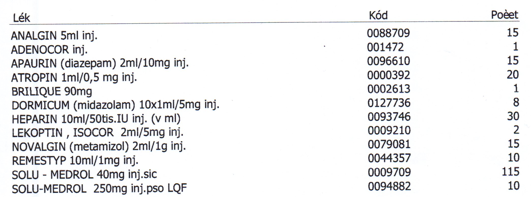 Lék Kód Poèet
ANALGIN 5ml inj. 0088709 15
ADENOCOR inj. 001472 1
APAURIN (diazepam) 2ml/10mg inj. 0096610 15
ATROPIN 1ml/0,5 mg inj. 0000392 20
BRILIQUE 90mg 0002613 1
DORMICUM (midazolam) 10x1ml/5mg inj. 0127736 8
HEPARIN 10ml/50tis.IU inj. (v ml) 0093746 30
LEKOPTIN , ISOCOR 2ml/5mg inj. 0009210 2
NOVALGIN (metamizol) 2ml/1g inj. 0079081 15
REMESTYP 10ml/1mg inj. 0044357 10
SOLU - MEDROL 40mg inj.sic 0009709 115
SOLU-MEDROL 250mg inj.pso LQF 0094882 10